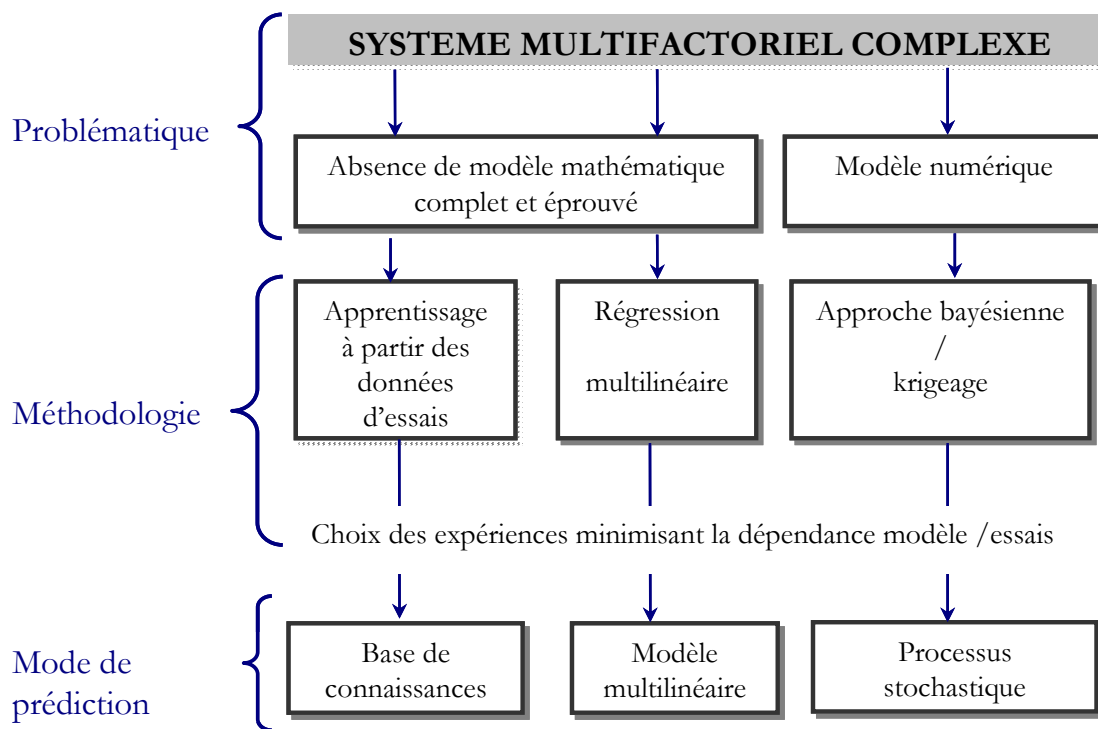 SYSTEME MULTIFACTORIEL COMPLEXE
Problématique
Absence de modèle mathématique
complet et éprouvé
Modèle numérique
Méthodologie
Apprentissage
à partir des
données
d'essais
Régression
multilinéaire
Approche bayésienne
/
krigeage
Choix des expériences minimisant la dépendance modèle /essais
Mode de
prédiction
Base de
connaissances
Modèle
multilinéaire
Processus
stochastique